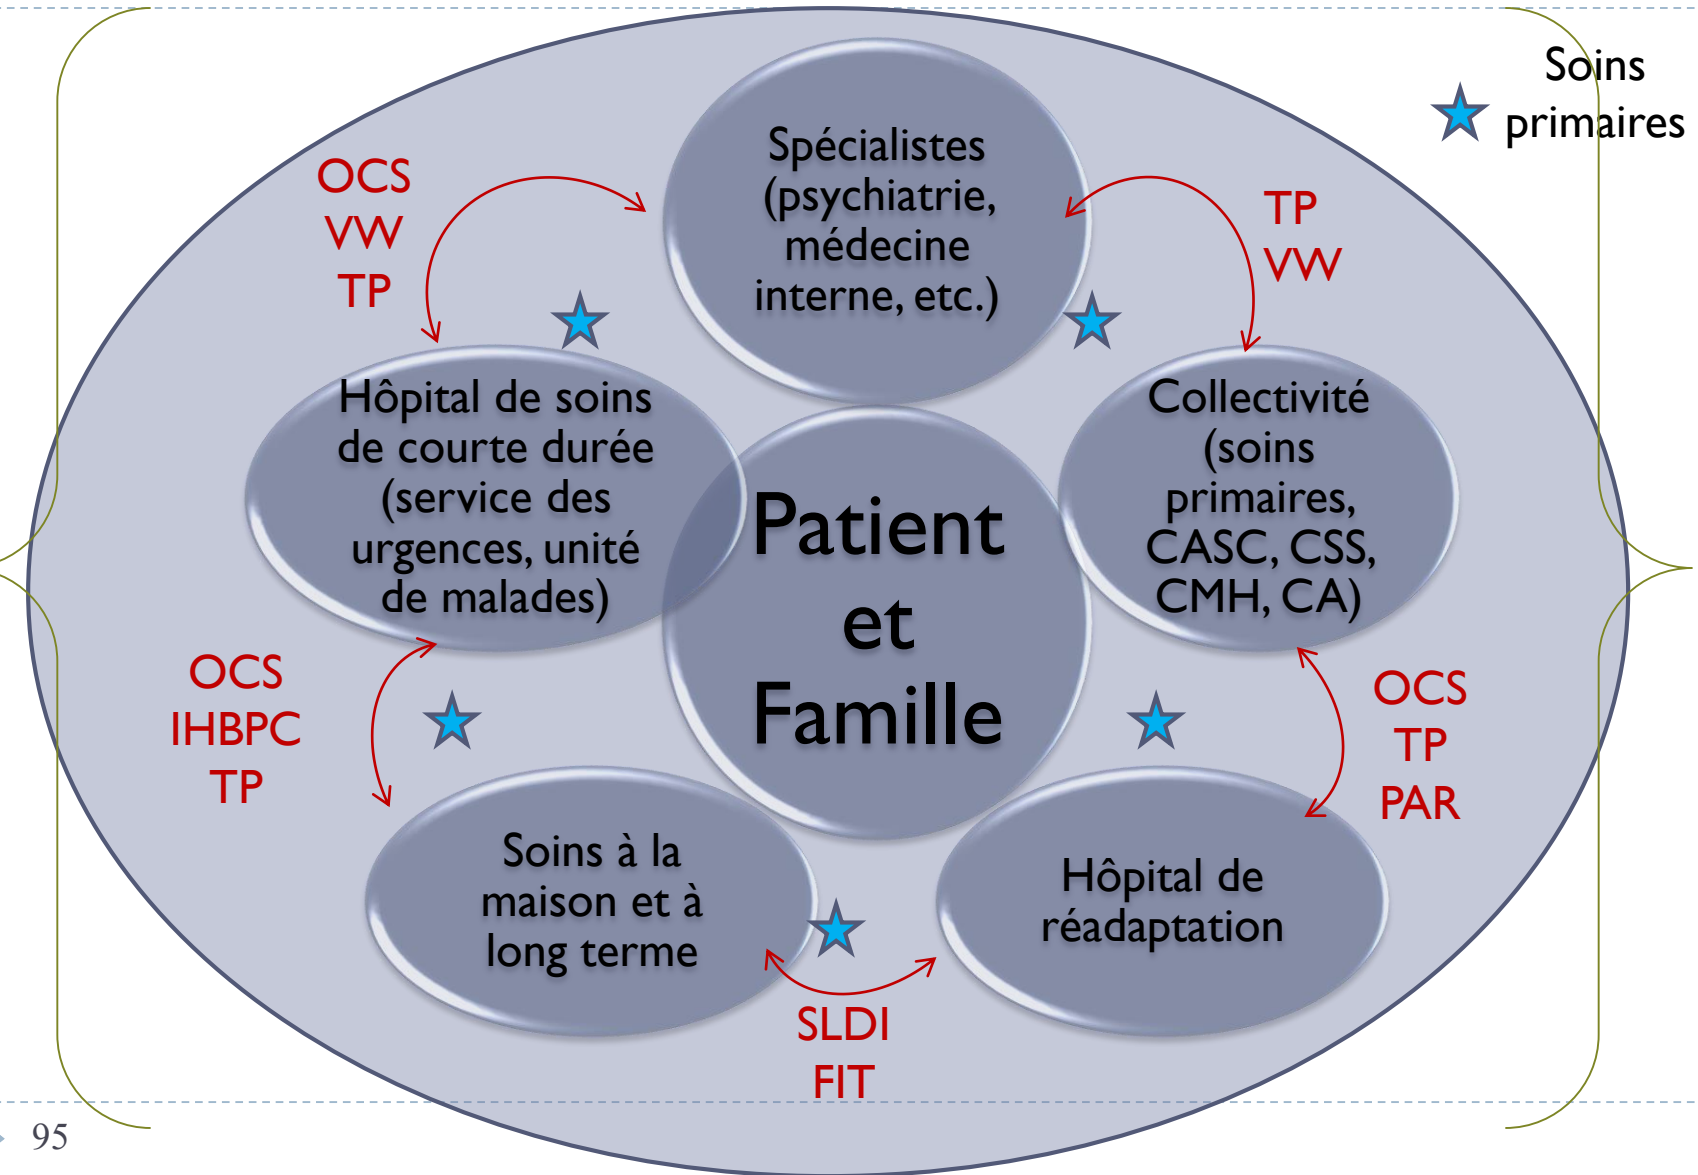 Soins
primaires
Spécialistes
(psychiatrie,
médecine
interne, etc.)
OCS
VW
TP
TP
VW
Hôpital de soins
de courte durée
(service des
urgences, unité
de malades)
Collectivité
(soins
primaires,
CASC, CSS,
CMH, CA)
Patient
et
Famille
OCS
IHBPC
TP
OCS
TP
PAR
Soins à la
maison et à
long terme
Hôpital de
réadaptation
SLDI
FIT
95